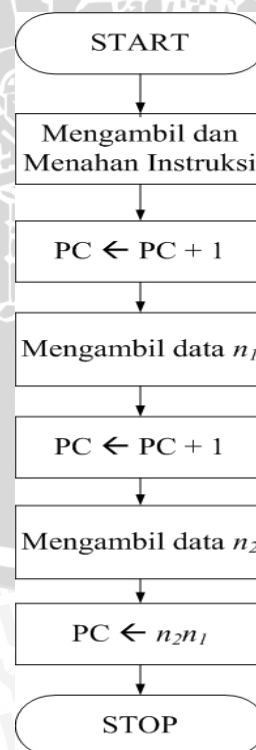 START
Mengambil dan
Menahan Instruksi
PC ← PC + 1
Mengambil data n₁
PC ← PC + 1
Mengambil data n₂
PC ← n₂n₁
STOP